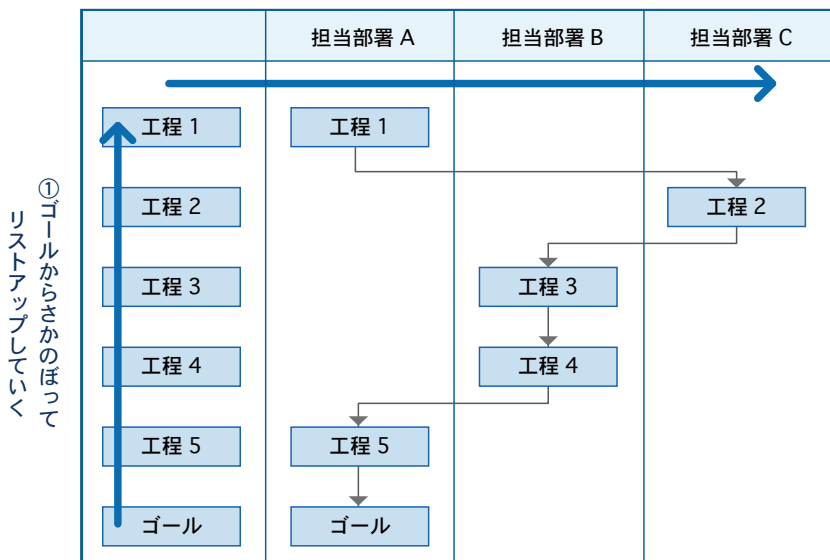 担当部署 A
担当部署 B
担当部署 C
工程 1
工程 1
工程 2
工程 2
工程 3
工程 3
工程 4
工程 4
工程 5
工程 5
ゴール
ゴール
①ゴールからさかのぼって
リストアップしていく